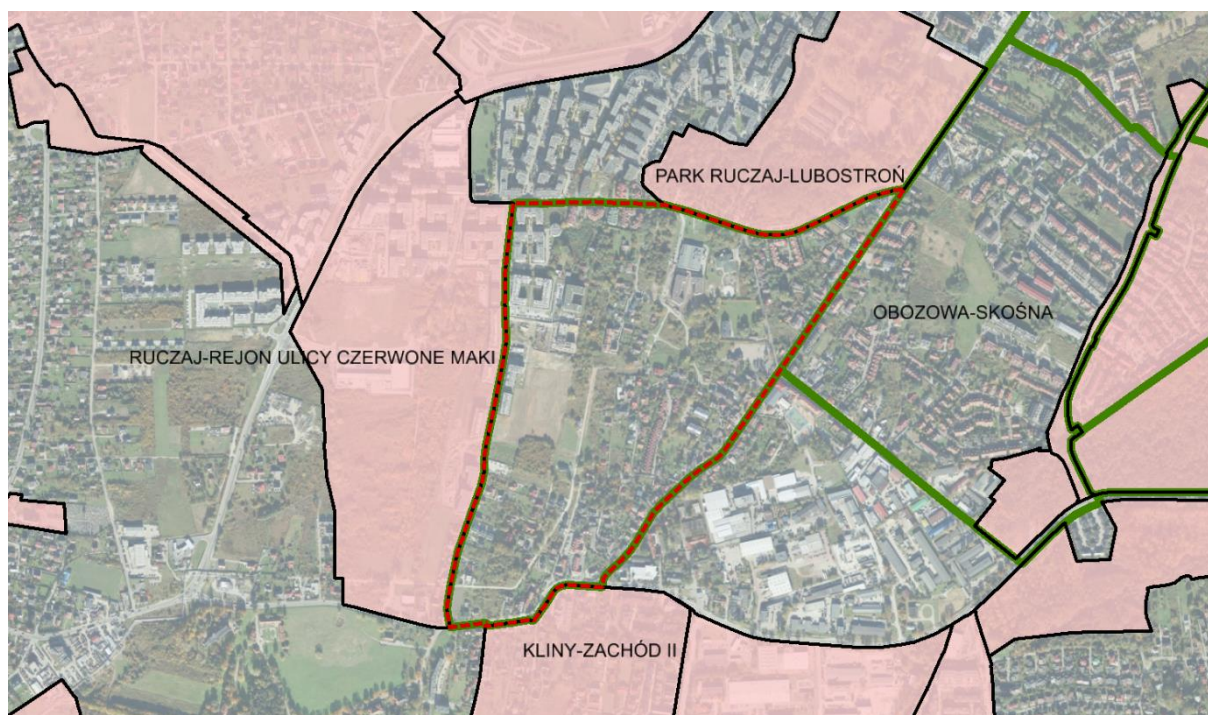 PARK RUCZAJ-LUBOSTROŃ
OBOZOWA-SKOŚNA
RUCZAJ-REJON ULICY CZERWONE MAKI
KLINY-ZACHÓD II